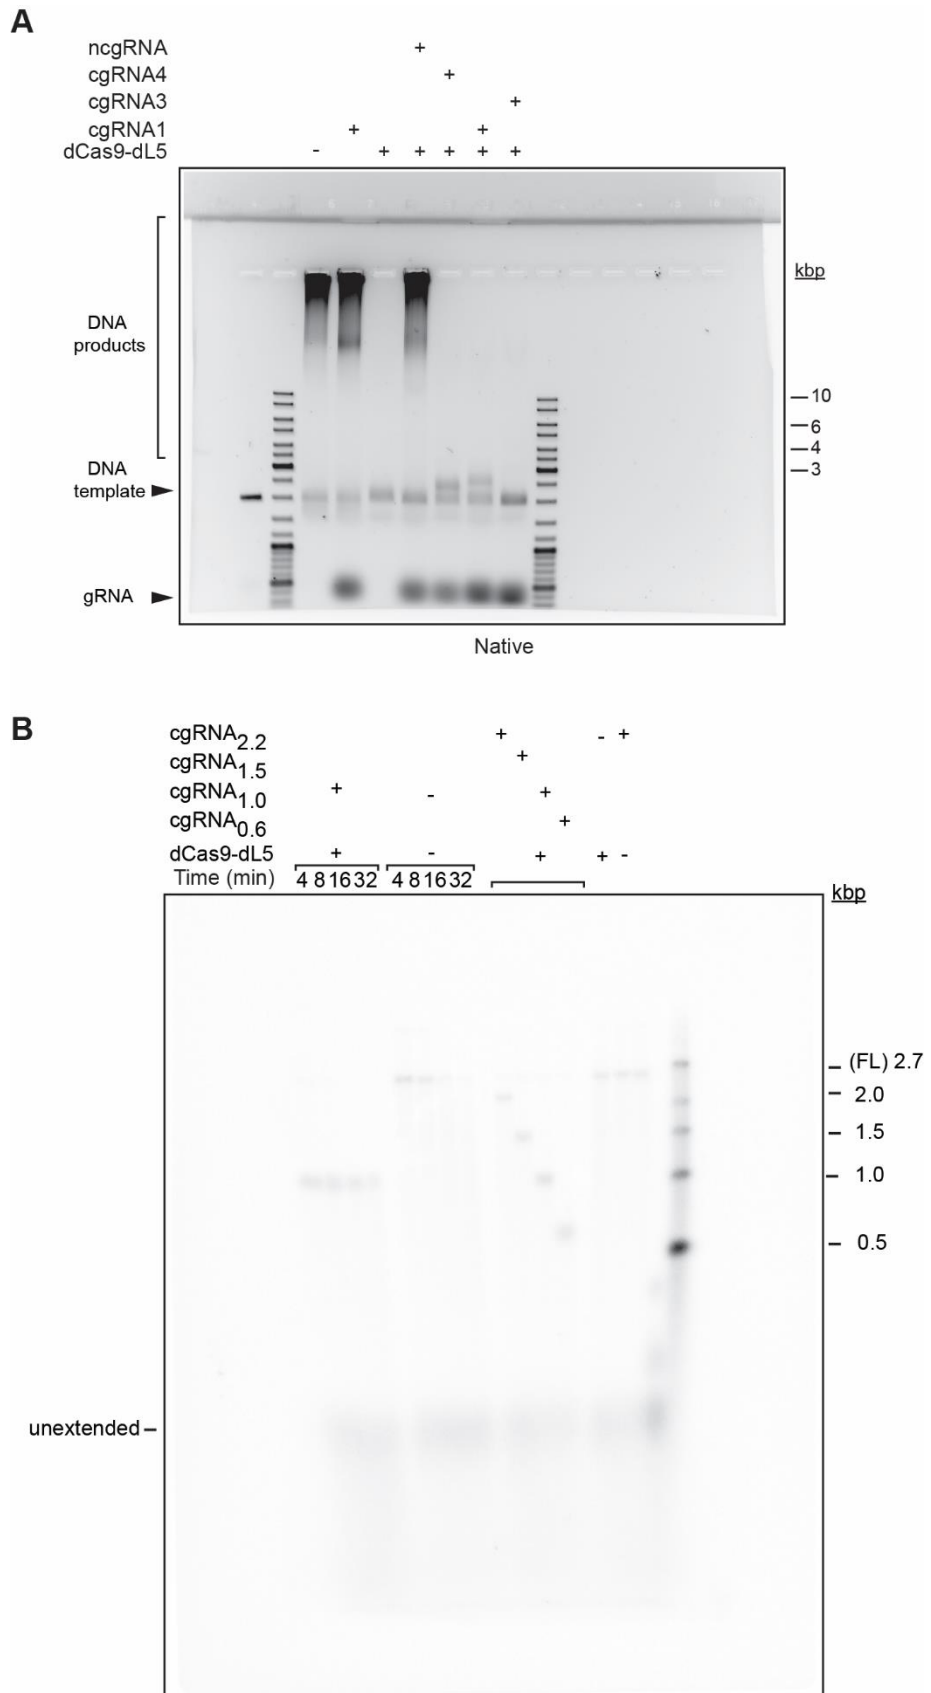 A
ncgRNA +
cgRNA4 +
cgRNA3 +
cgRNA1 + +
dCas9-dL5 - + + + + +
kbp
DNA
products
10
6
4
3
DNA
template
gRNA
Native
B
cgRNA2.2 + - +
cgRNA1.5 +
cgRNA1.0 + - +
cgRNA0.6 +
dCas9-dL5 + - + + -
Time (min) 4 8 16 32 4 8 16 32
kbp
(FL) 2.7
2.0
1.5
1.0
0.5
unextended